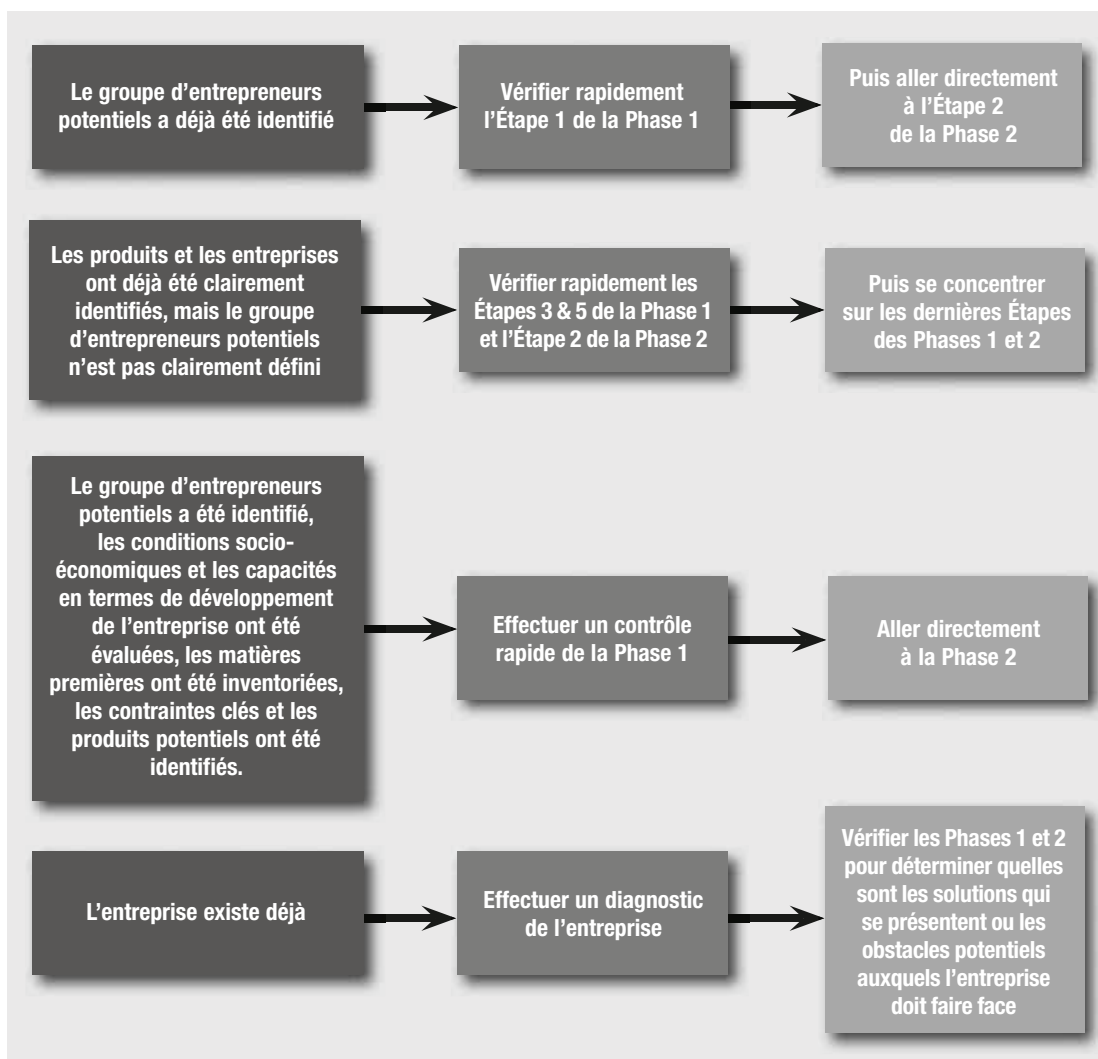 Le groupe d’entrepreneurs
potentiels a déjà été identifié
Vérifier rapidement
l’Étape 1 de la Phase 1
Puis aller directement
à l’Étape 2
de la Phase 2
Les produits et les entreprises
ont déjà été clairement
identifiés, mais le groupe
d’entrepreneurs potentiels
n’est pas clairement défini
Vérifier rapidement les
Étapes 3 & 5 de la Phase 1
et l’Étape 2 de la Phase 2
Puis se concentrer
sur les dernières Étapes
des Phases 1 et 2
Le groupe d’entrepreneurs
potentiels a été identifié,
les conditions socio-
économiques et les capacités
en termes de développement
de l’entreprise ont été
évaluées, les matières
premières ont été inventoriées,
les contraintes clés et les
produits potentiels ont été
identifiés.
Effectuer un contrôle
rapide de la Phase 1
Aller directement
à la Phase 2
L’entreprise existe déjà
Effectuer un diagnostic
de l’entreprise
Vérifier les Phases 1 et 2
pour déterminer quelles
sont les solutions qui
se présentent ou les
obstacles potentiels
auxquels l’entreprise
doit faire face